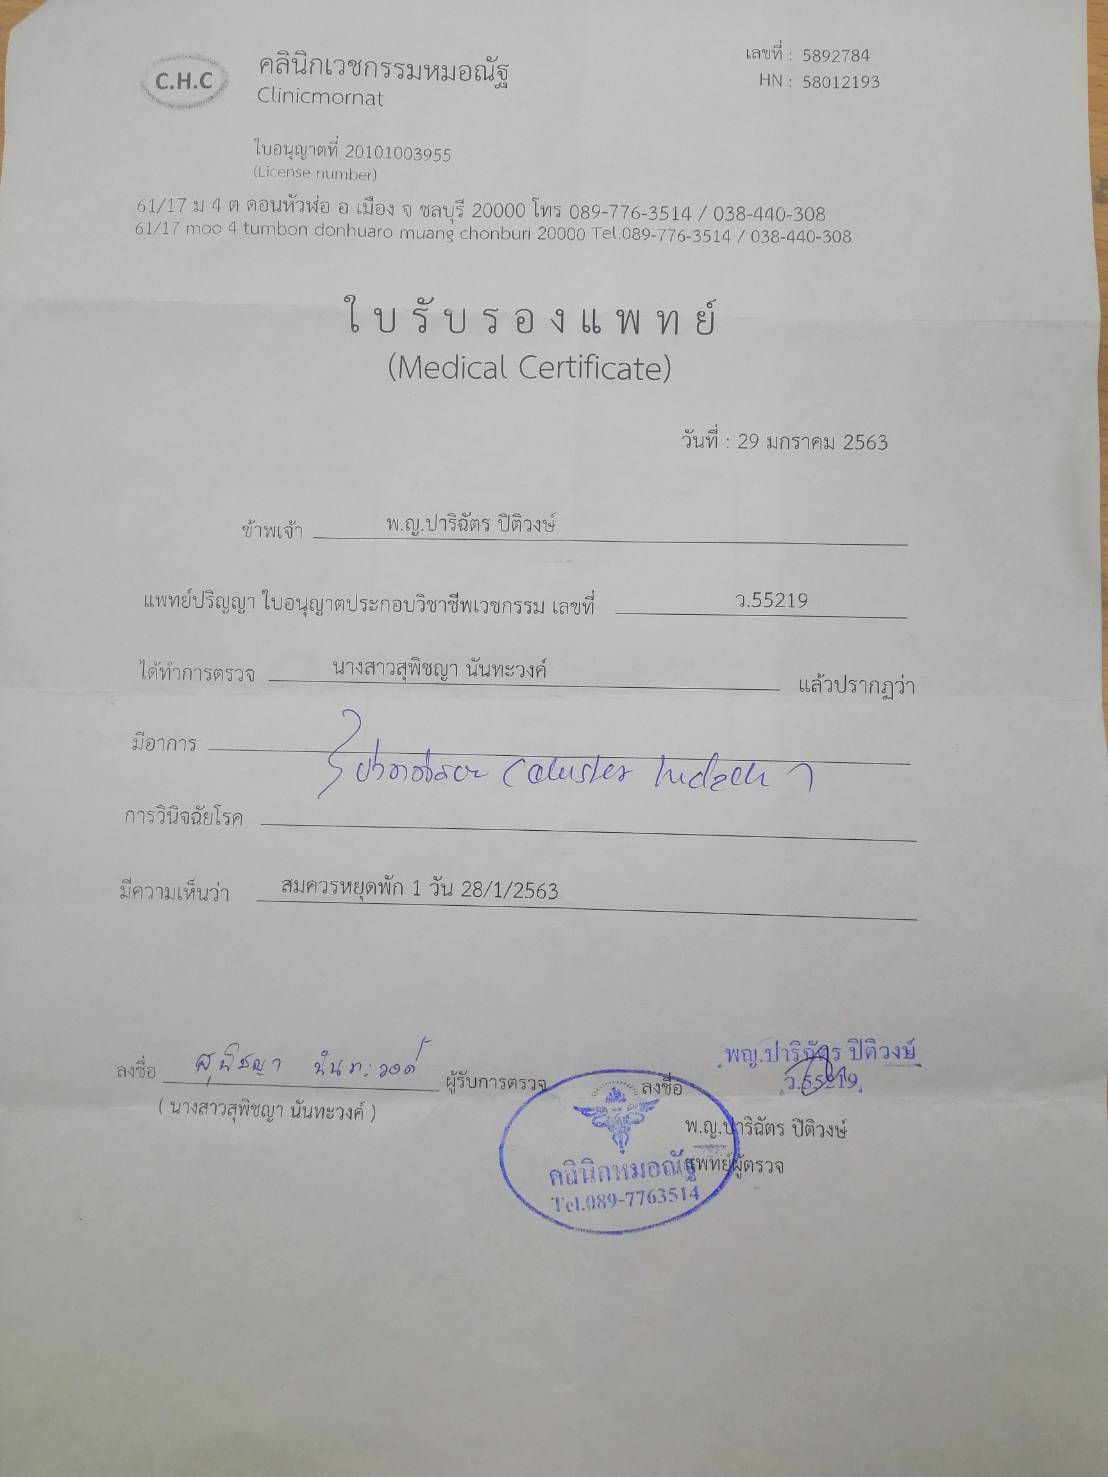 C.H.C
คลินิกเวชกรรมหมอณัฐ
Clinicmornat
เลขที่ : 5892784
HN : 58012193
ใบอนุญาตที่ 20101003955
(License number)
61/17 ม 4 ต ดอนหัวฬ่อ อ เมือง จ ชลบุรี 20000 โทร 089-776-3514 / 038-440-308
61/17 moo 4 tumbon donhuaro muang chonburi 20000 Tel.089-776-3514 / 038-440-308
ใบรับรองแพทย์
(Medical Certificate)
วันที่ : 29 มกราคม 2563
ข้าพเจ้า พ.ญ.ปาริฉัตร ปิติวงษ์
แพทย์ปริญญา ใบอนุญาตประกอบวิชาชีพเวชกรรม เลขที่ ว.55219
ได้ทำการตรวจ นางสาวสุพิชญา นันทะวงค์ แล้วปรากฏว่า
มีอาการ
การวินิจฉัยโรค
มีความเห็นว่า สมควรหยุดพัก 1 วัน 28/1/2563
ลงชื่อ สุพิชญา นันทะวงค์ ผู้รับการตรวจ
(นางสาวสุพิชญา นันทะวงค์)
พญ.ปาริฉัตร ปิติวงษ์
ว.55219
ลงชื่อ
พ.ญ.ปาริฉัตร ปิติวงษ์
แพทย์ผู้ตรวจ
คลินิกหมอณัฐ
Tel.089-7763514